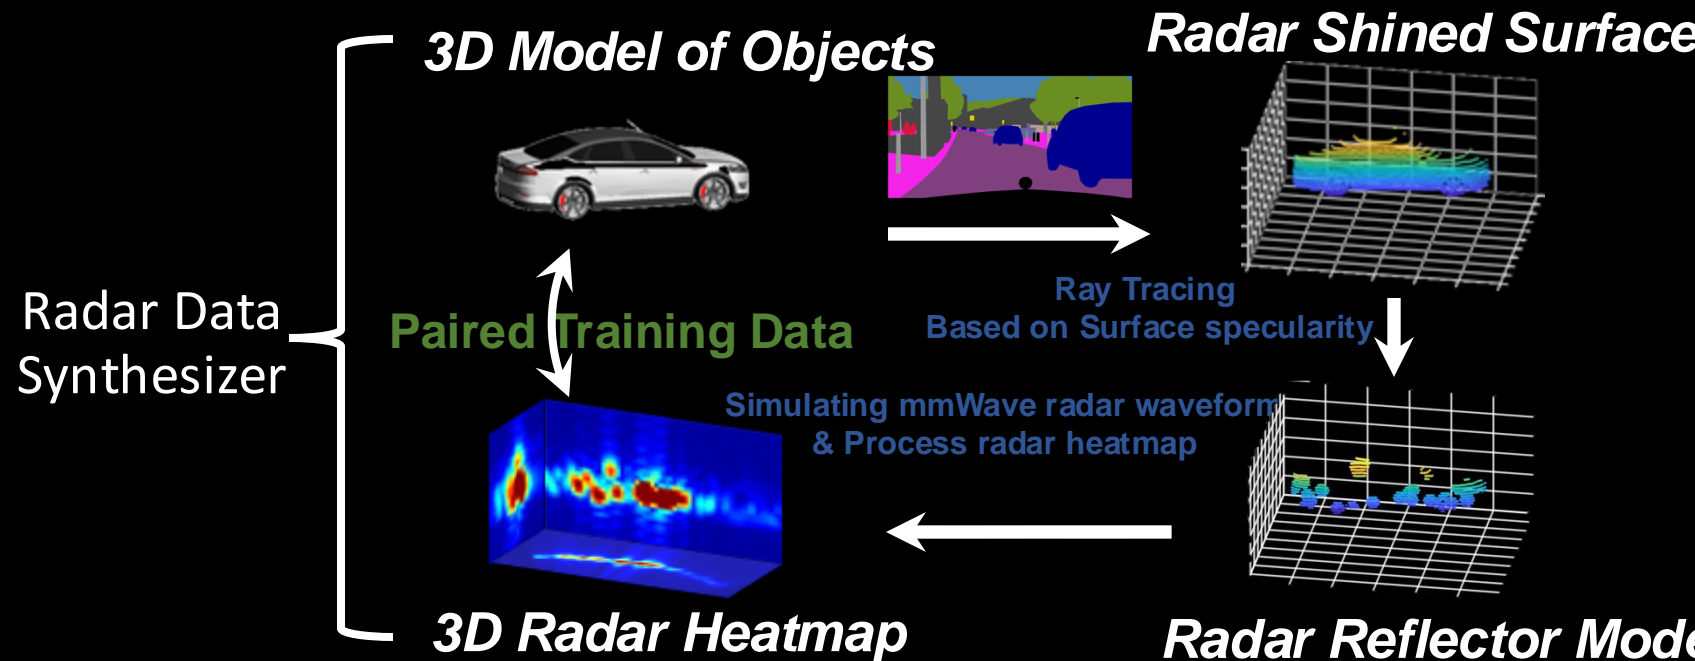 3D Model of Objects
Radar Shined Surface
Radar Data
Synthesizer
Paired Training Data
Ray Tracing
Based on Surface specularity
Simulating mmWave radar waveform
& Process radar heatmap
3D Radar Heatmap
Radar Reflector